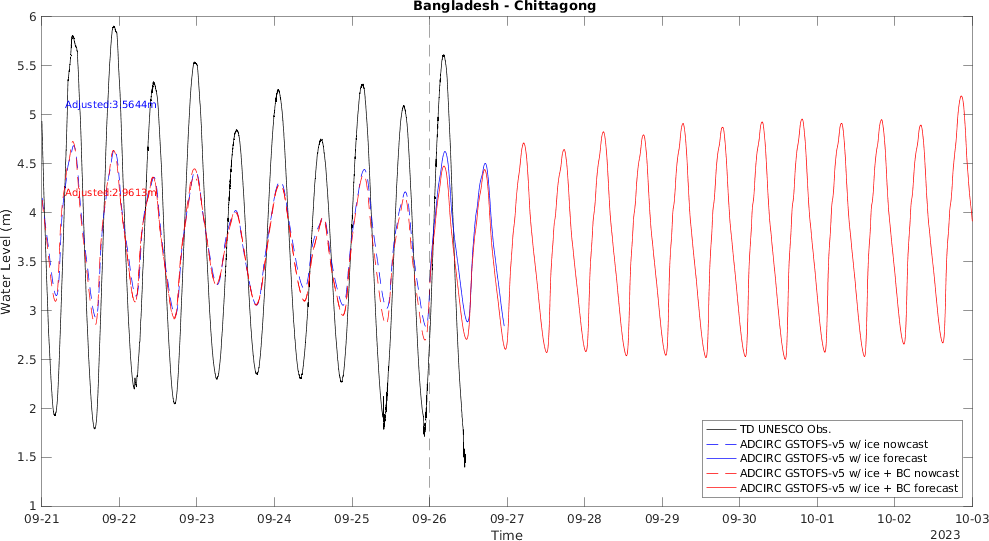 Bangladesh - Chittagong
6
5.5
5
4.5
4
3.5
3
2.5
2
1.5
1
Water Level (m)
Adjusted:3.5644m
Adjusted:2.9613m
TD UNESCO Obs.
ADCIRC GSTOFS-v5 w/ ice nowcast
ADCIRC GSTOFS-v5 w/ ice forecast
ADCIRC GSTOFS-v5 w/ ice + BC nowcast
ADCIRC GSTOFS-v5 w/ ice + BC forecast
09-21 09-22 09-23 09-24 09-25 09-26 09-27 09-28 09-29 09-30 10-01 10-02 10-03
Time
2023